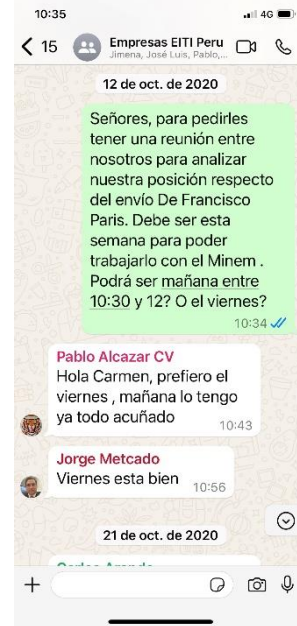 10:35
4G
15
Empresas EITI Peru
Jimena, José Luis, Pablo,...
12 de oct. de 2020
Señores, para pedirles
tener una reunión entre
nosotros para analizar
nuestra posición respecto
del envío De Francisco
Paris. Debe ser esta
semana para poder
trabajarlo con el Minem .
Podrá ser mañana entre
10:30 y 12? O el viernes?
10:34
Pablo Alcazar CV
Hola Carmen, prefiero el
viernes , mañana lo tengo
ya todo acuñado
10:43
Jorge Metcado
Viernes esta bien
10:56
21 de oct. de 2020